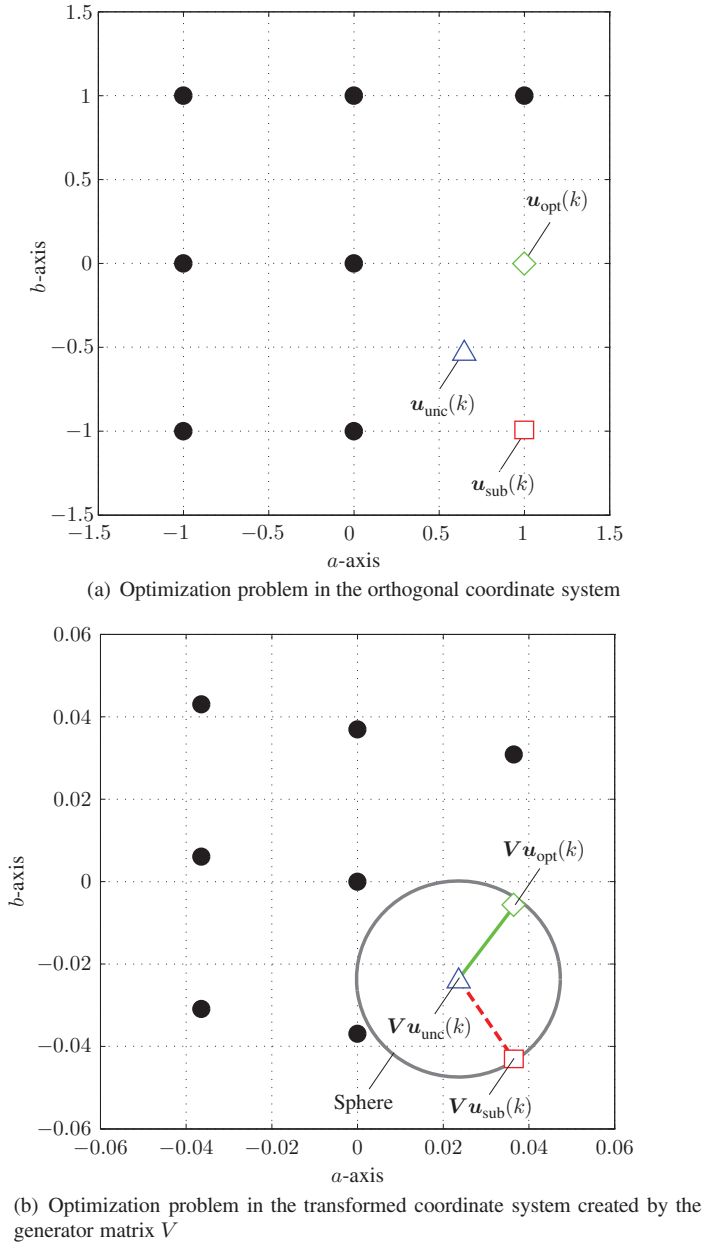 1.5
1
0.5
0
−0.5
−1
−1.5
b-axis
u_opt(k)
u_unc(k)
u_sub(k)
−1.5 −1 −0.5 0 0.5 1 1.5
a-axis
(a) Optimization problem in the orthogonal coordinate system
0.06
0.04
0.02
0
−0.02
−0.04
−0.06
b-axis
Vu_opt(k)
Vu_unc(k)
Sphere
Vu_sub(k)
−0.06 −0.04 −0.02 0 0.02 0.04 0.06
a-axis
(b) Optimization problem in the transformed coordinate system created by the
generator matrix V